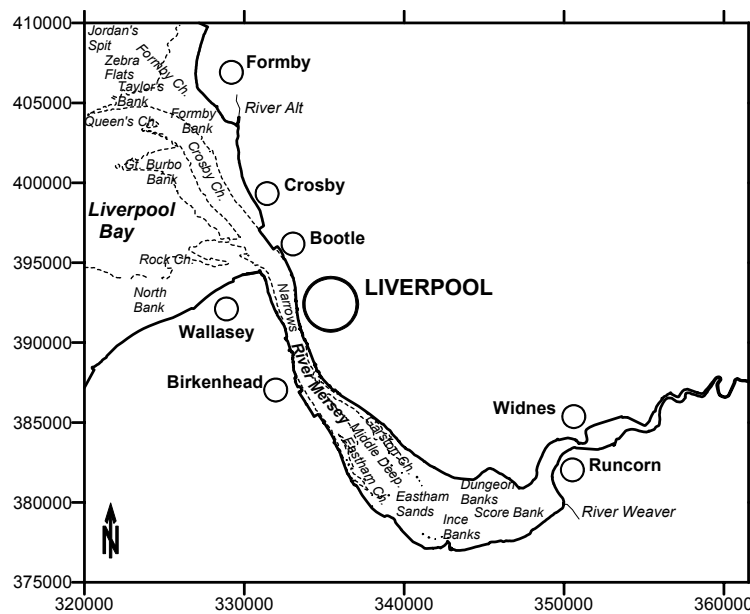 410000
Jordan's
Spit
Formby Ch.
Zebra
Flats
Taylor's
Bank
Formby
River Alt
405000
Queen's Ch.
Formby
Bank
Crosby Ch.
Gt. Burbo
Bank
400000
Crosby
Liverpool
Bay
Bootle
395000
Rock Ch.
North
Bank
Narrows
LIVERPOOL
390000
Wallasey
River Mersey
Birkenhead
385000
Widnes
Garston Ch.
Middle Deep
Eastham Ch.
Runcorn
380000
Eastham
Sands
Dungeon
Banks
Score Bank
Ince
Banks
River Weaver
N
375000
320000
330000
340000
350000
360000